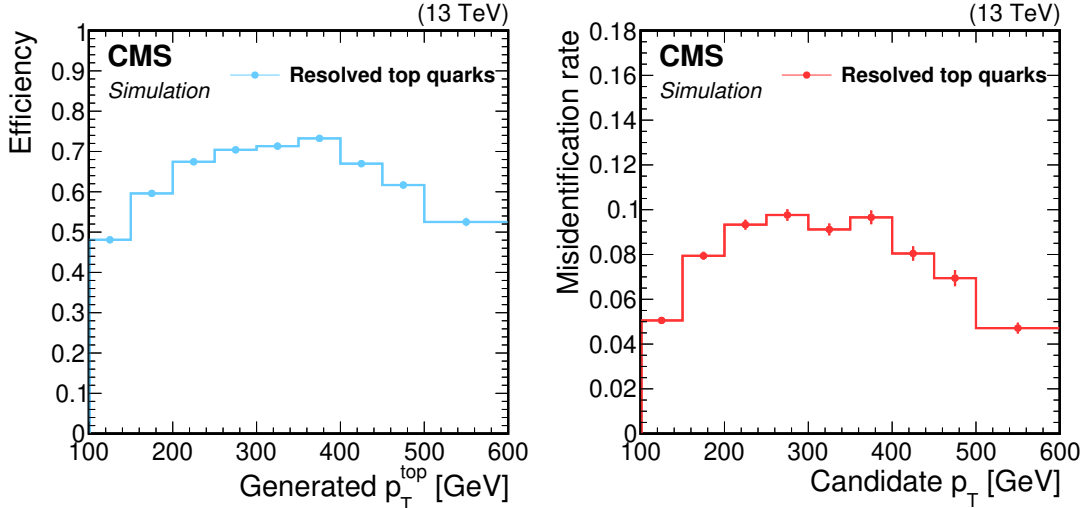 (13 TeV)
CMS
Simulation
Resolved top quarks
Efficiency
1
0.9
0.8
0.7
0.6
0.5
0.4
0.3
0.2
0.1
0
100 200 300 400 500 600
Generated p_T^top [GeV]
(13 TeV)
CMS
Simulation
Resolved top quarks
Misidentification rate
0.18
0.16
0.14
0.12
0.1
0.08
0.06
0.04
0.02
0
100 200 300 400 500 600
Candidate p_T [GeV]